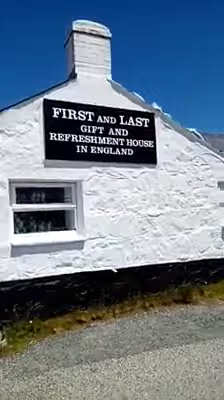 FIRST AND LAST
GIFT AND
REFRESHMENT HOUSE
IN ENGLAND